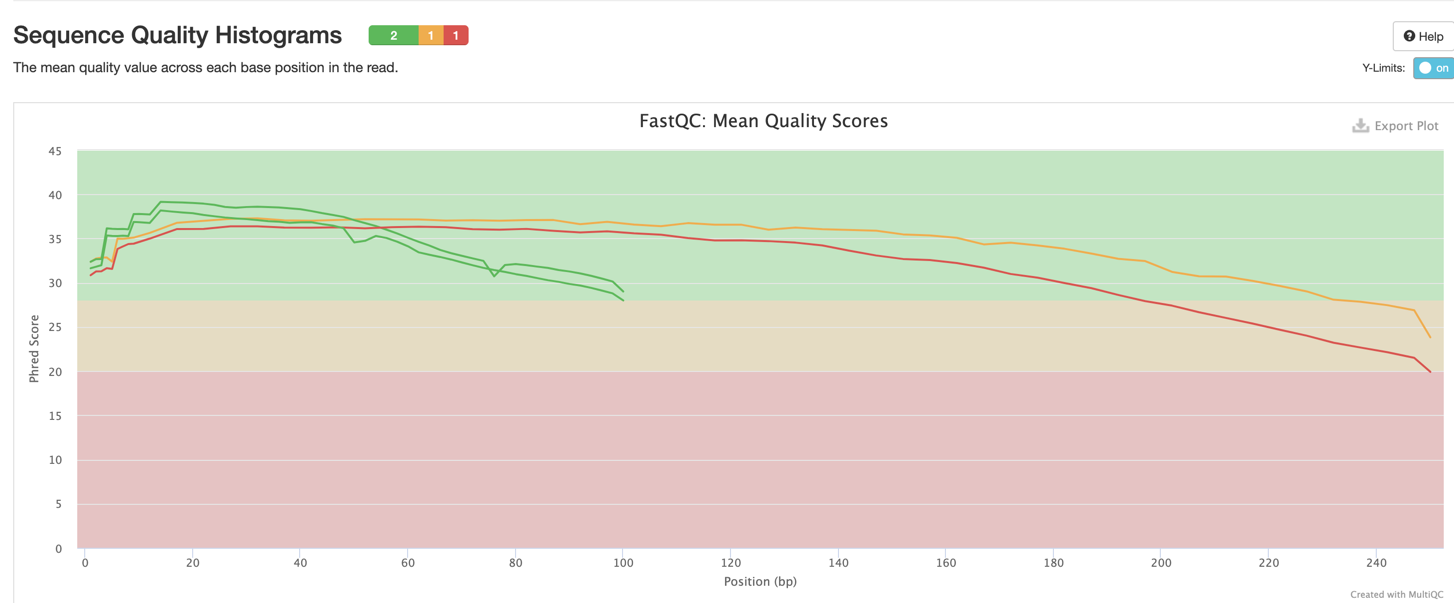 Sequence Quality Histograms 2 1 1
Help
The mean quality value across each base position in the read.
Y-Limits: on
FastQC: Mean Quality Scores
Export Plot
45
40
35
30
25
20
15
10
5
0
Phred Score
0 20 40 60 80 100 120 140 160 180 200 220 240
Position (bp)
Created with MultiQC